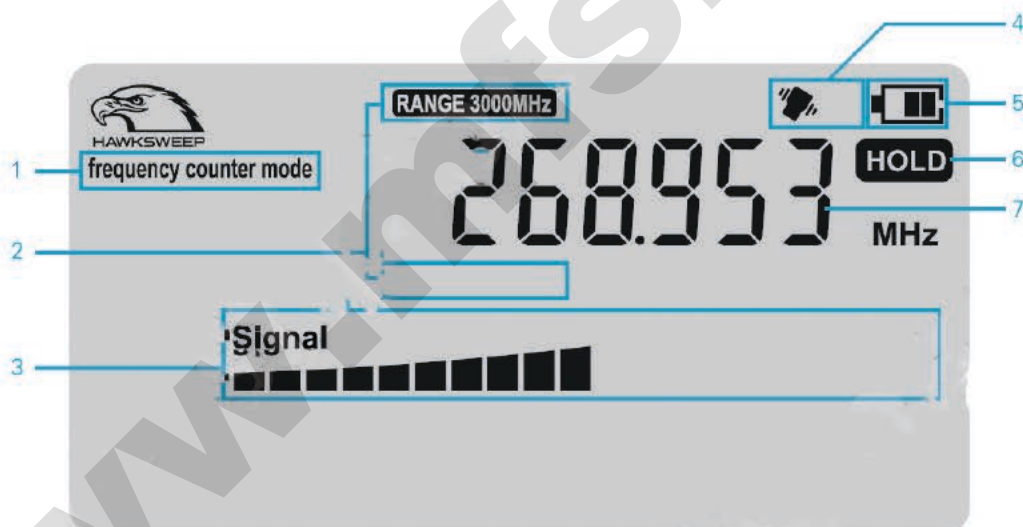 4
RANGE 3000MHz
5
HAWKSWEEP
1
frequency counter mode
268.953
HOLD
6
7
MHz
2
Signal
3